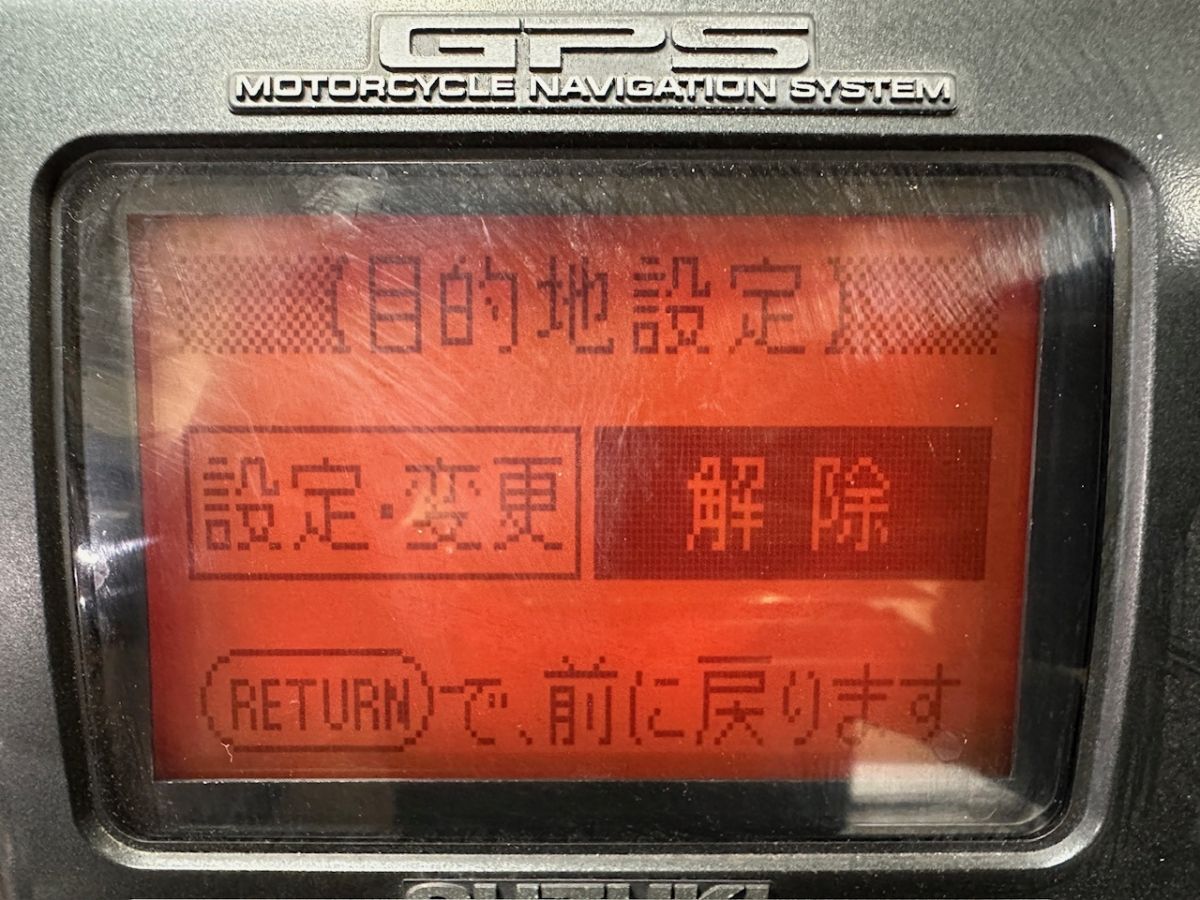 GPS
MOTORCYCLE NAVIGATION SYSTEM
【目的地設定】
設定・変更 解除
RETURNで、前に戻ります
SUZUKI